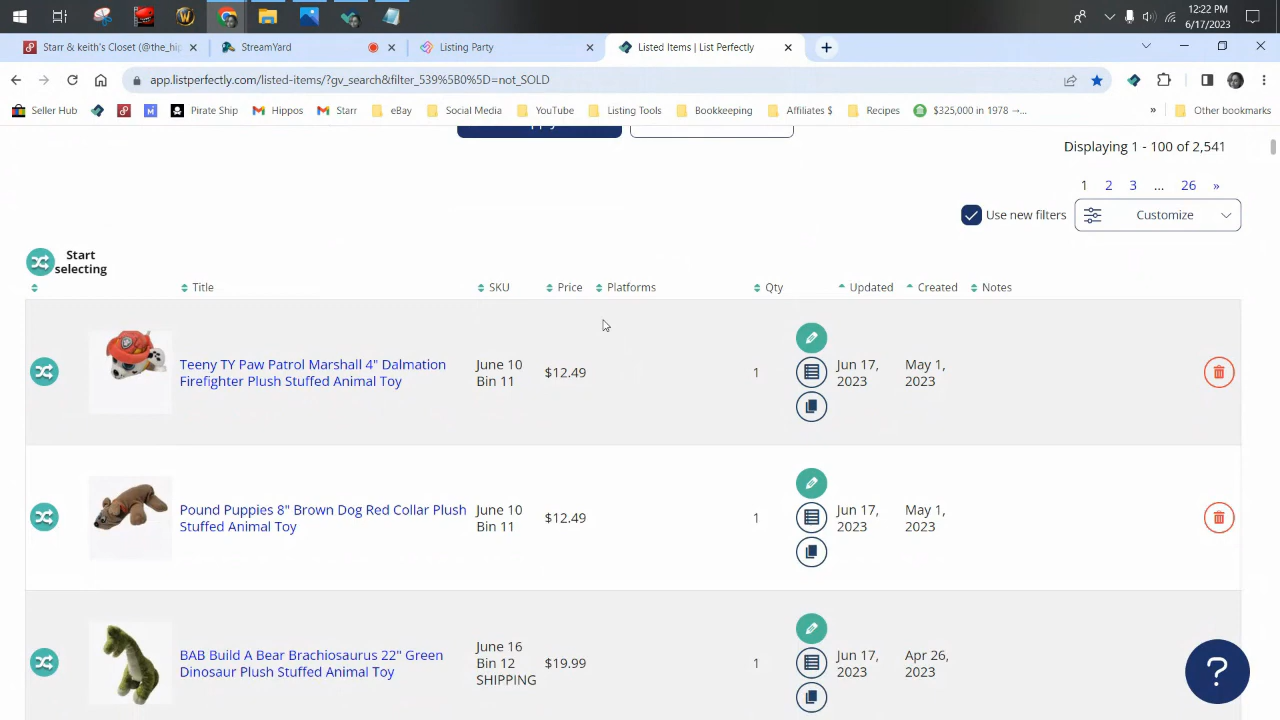 12:22 PM
6/17/2023
Starr & keith's Closet (@the_hip
StreamYard
Listing Party
Listed Items | List Perfectly
app.listperfectly.com/listed-items/?gv_search&filter_539%5B0%5D=not_SOLD
Seller Hub
Pirate Ship
Hippos
Starr
eBay
Social Media
YouTube
Listing Tools
Bookkeeping
Affiliates $
Recipes
$325,000 in 1978 →...
»
Other bookmarks
Displaying 1 - 100 of 2,541
1 2 3 ... 26 »
Use new filters
Customize
Start
selecting
Title SKU Price Platforms Qty Updated Created Notes
Teeny TY Paw Patrol Marshall 4" Dalmation
Firefighter Plush Stuffed Animal Toy
June 10
Bin 11
$12.49
1
Jun 17,
2023
May 1,
2023
Pound Puppies 8" Brown Dog Red Collar Plush
Stuffed Animal Toy
June 10
Bin 11
$12.49
1
Jun 17,
2023
May 1,
2023
BAB Build A Bear Brachiosaurus 22" Green
Dinosaur Plush Stuffed Animal Toy
June 16
Bin 12
SHIPPING
$19.99
1
Jun 17,
2023
Apr 26,
2023
?